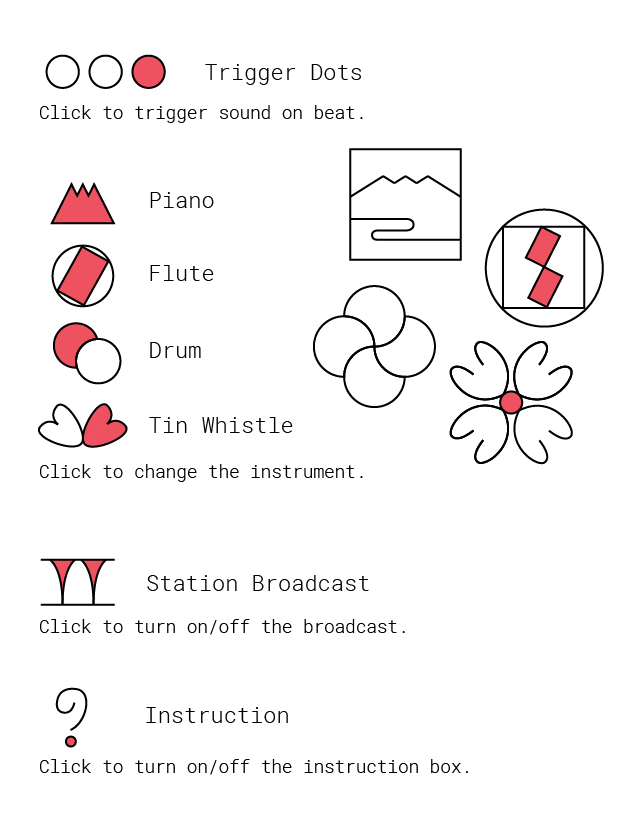 Trigger Dots
Click to trigger sound on beat.
Piano
Flute
Drum
Tin Whistle
Click to change the instrument.
Station Broadcast
Click to turn on/off the broadcast.
Instruction
Click to turn on/off the instruction box.